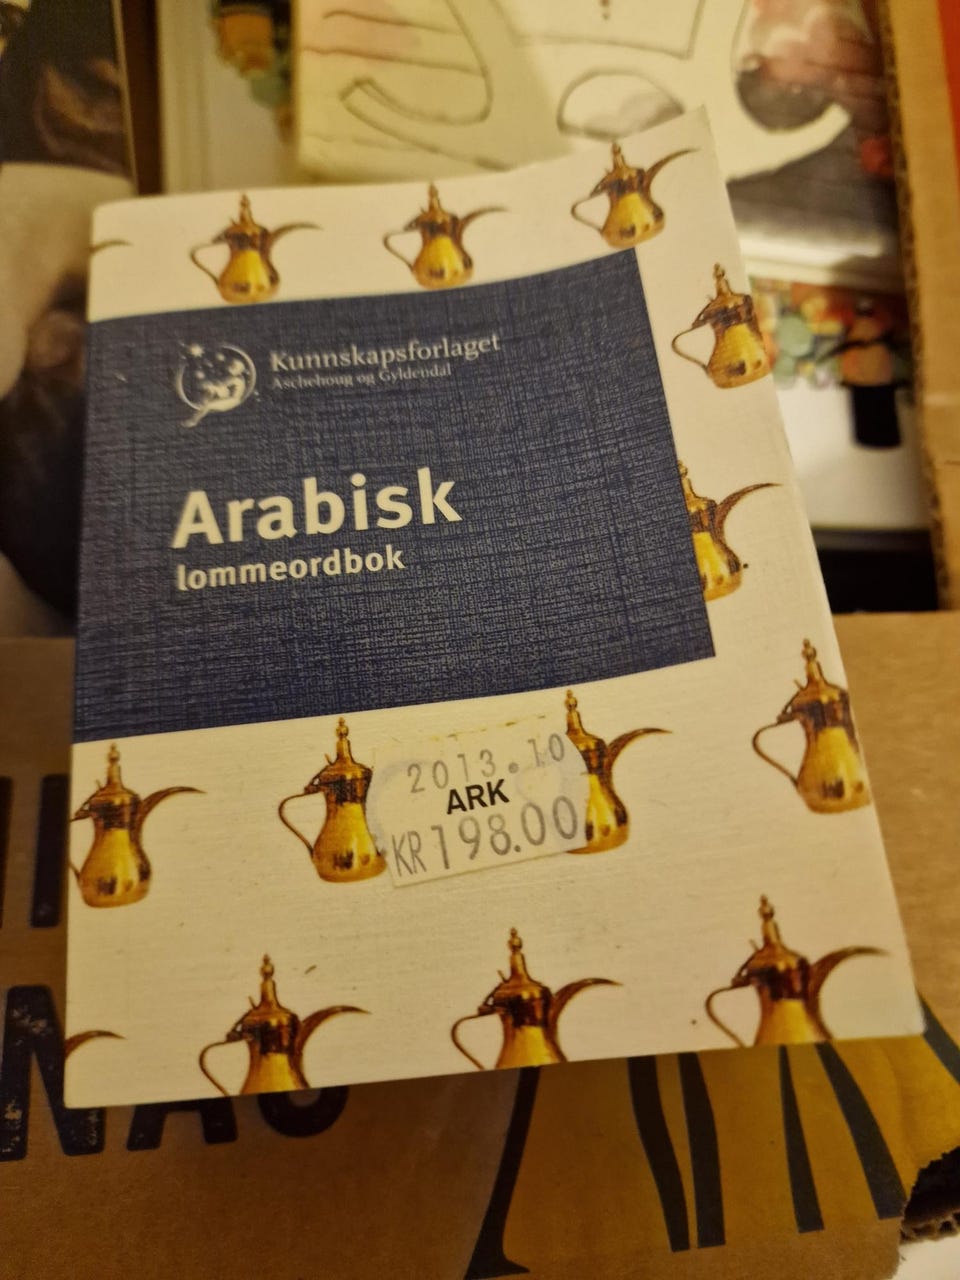 Kunnskapsforlaget
Aschehoug og Gyldendal
Arabisk
lommeordbok
2013.10
ARK
KR198.00